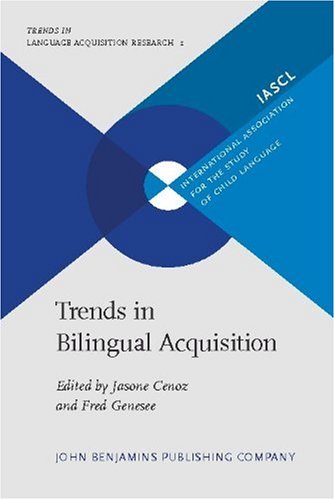 TRENDS IN
LANGUAGE ACQUISITION RESEARCH 1
IASCL
INTERNATIONAL ASSOCIATION
FOR THE STUDY
OF CHILD LANGUAGE
Trends in
Bilingual Acquisition
Edited by Jasone Cenoz
and Fred Genesee
JOHN BENJAMINS PUBLISHING COMPANY